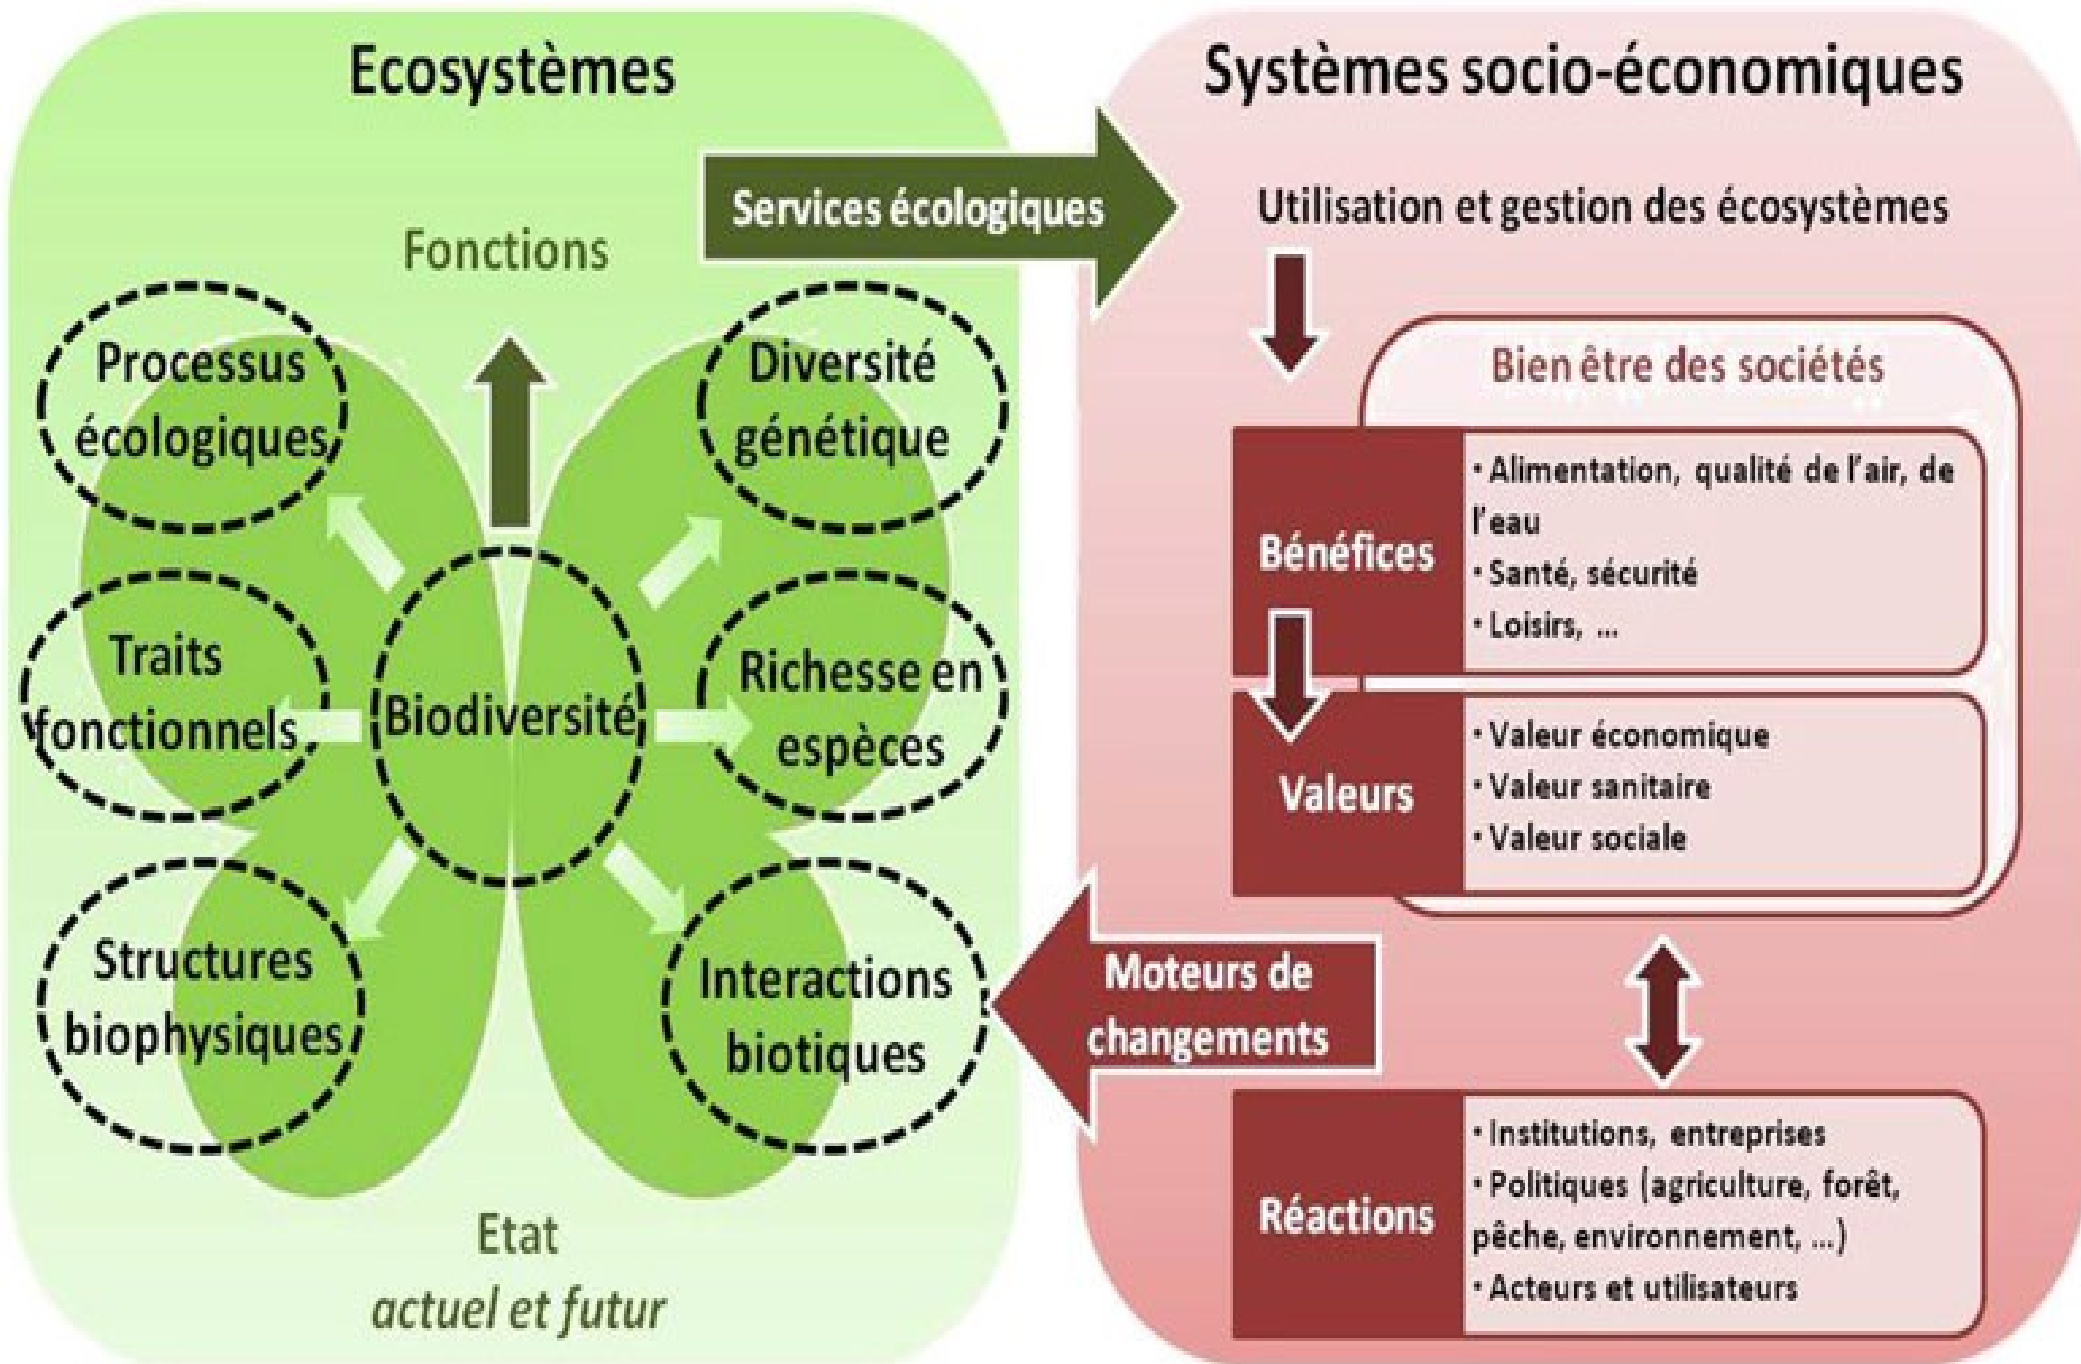 Ecosystèmes
Fonctions
Processus
écologiques
Diversité
génétique
Traits
fonctionnels
Biodiversité
Richesse en
espèces
Structures
biophysiques
Interactions
biotiques
Etat
actuel et futur
Services écologiques
Systèmes socio-économiques
Utilisation et gestion des écosystèmes
Bien être des sociétés
Bénéfices
• Alimentation, qualité de l'air, de
l'eau
• Santé, sécurité
• Loisirs, ...
Valeurs
• Valeur économique
• Valeur sanitaire
• Valeur sociale
Moteurs de
changements
Réactions
• Institutions, entreprises
• Politiques (agriculture, forêt,
pêche, environnement, ...)
• Acteurs et utilisateurs